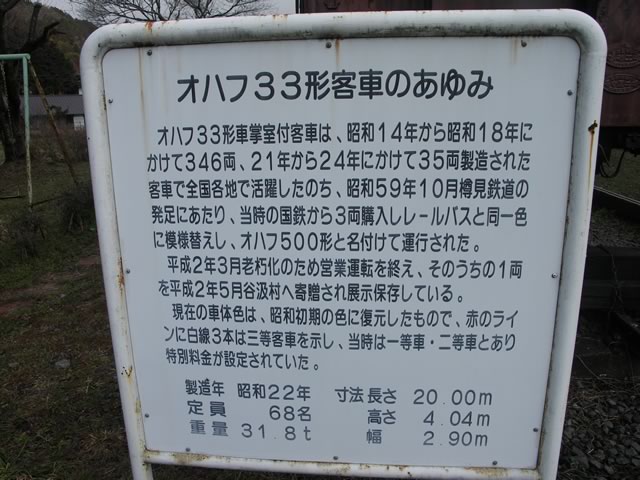 オハフ33形客車のあゆみ
オハフ33形車掌室付客車は、昭和14年から昭和18年に
かけて346両、21年から24年にかけて35両製造された
客車で全国各地で活躍したのち、昭和59年10月樽見鉄道の
発足にあたり、当時の国鉄から3両購入しレールバスと同一色
に模様替えし、オハフ500形と名付けて運行された。
平成2年3月老朽化のため営業運転を終え、そのうちの1両
を平成2年5月谷汲村へ寄贈され展示保存している。
現在の車体色は、昭和初期の色に復元したもので、赤のライ
ンに白線3本は三等客車を示し、当時は一等車・二等車とあり
特別料金が設定されていた。
製造年 昭和22年 寸法 長さ 20.00m
定員 68名 高さ 4.04m
重量 31.8t 幅 2.90m